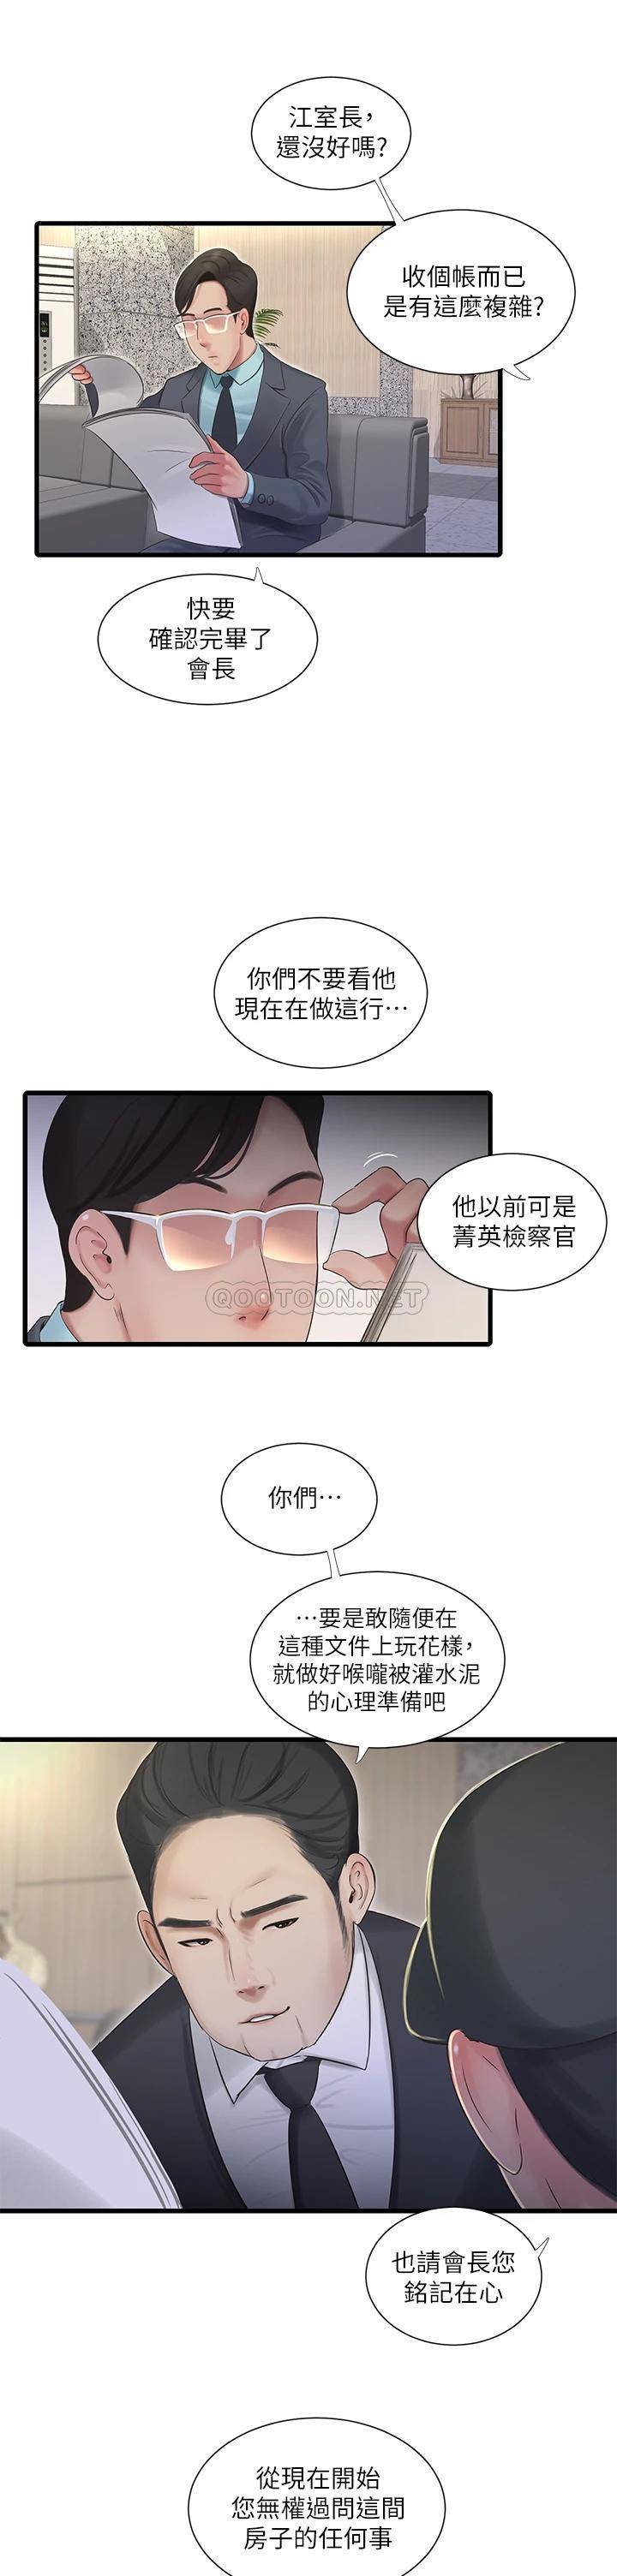 江室長，
還沒好嗎？
收個帳而已
是有這麼複雜？
快要
確認完畢了
會長
你們不要看他
現在在做這行…
他以前可是
菁英檢察官
QOOTOON.NET
你們…
…要是敢隨便在
這種文件上玩花樣，
就做好喉嚨被灌水泥
的心理準備吧
也請會長您
銘記在心
從現在開始
您無權過問這間
房子的任何事